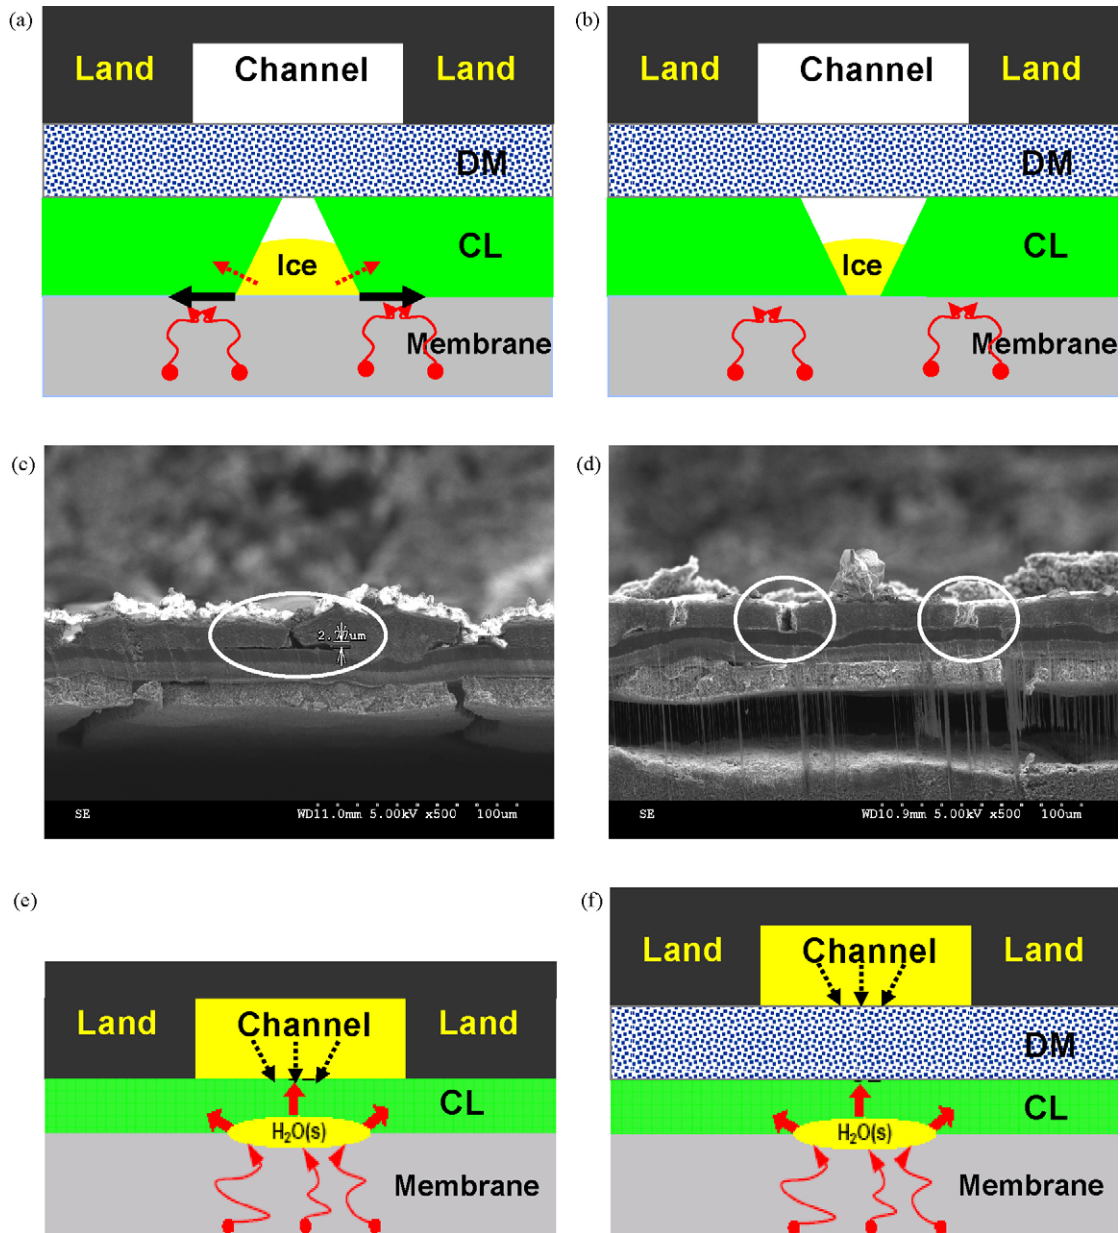 (a)
Land Channel Land
DM
CL
Ice
Membrane
(b)
Land Channel Land
DM
CL
Ice
Membrane
(c)
2.77um
SE WD11.0mm 5.00kV x500 100um
(d)
SE WD10.9mm 5.00kV x500 100um
(e)
Land Channel Land
CL
H₂O(s)
Membrane
(f)
Land Channel Land
DM
CL
H₂O(s)
Membrane